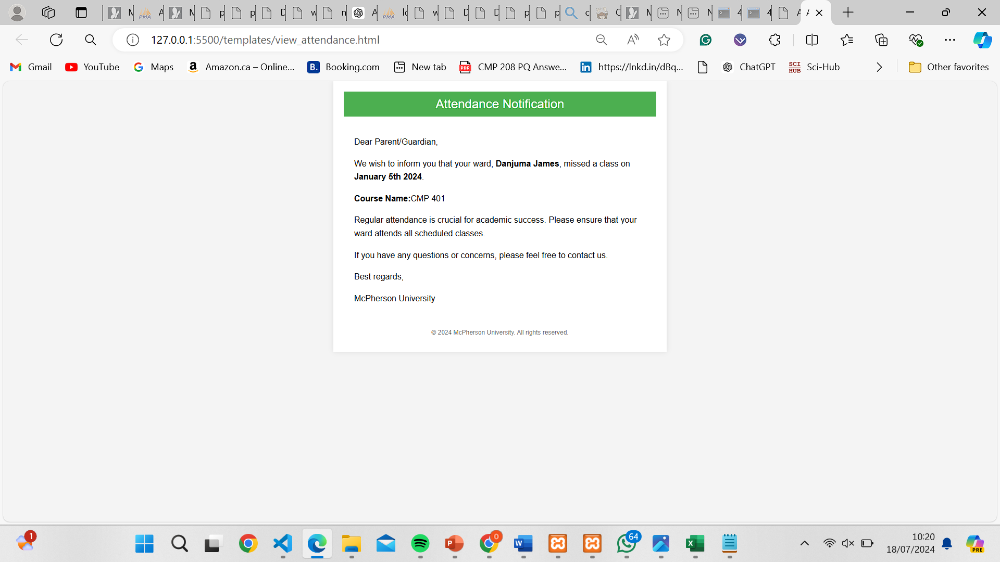 M A M p p D w n A lo w D D p p c C M N N 4 4 A A
127.0.0.1:5500/templates/view_attendance.html
Gmail YouTube Maps Amazon.ca – Online... Booking.com New tab CMP 208 PQ Answe... https://lnkd.in/dBq... ChatGPT SCI HUB Sci-Hub Other favorites
Attendance Notification
Dear Parent/Guardian,
We wish to inform you that your ward, Danjuma James, missed a class on
January 5th 2024.
Course Name:CMP 401
Regular attendance is crucial for academic success. Please ensure that your
ward attends all scheduled classes.
If you have any questions or concerns, please feel free to contact us.
Best regards,
McPherson University
© 2024 McPherson University. All rights reserved.
1 0 64
10:20
18/07/2024
PRE